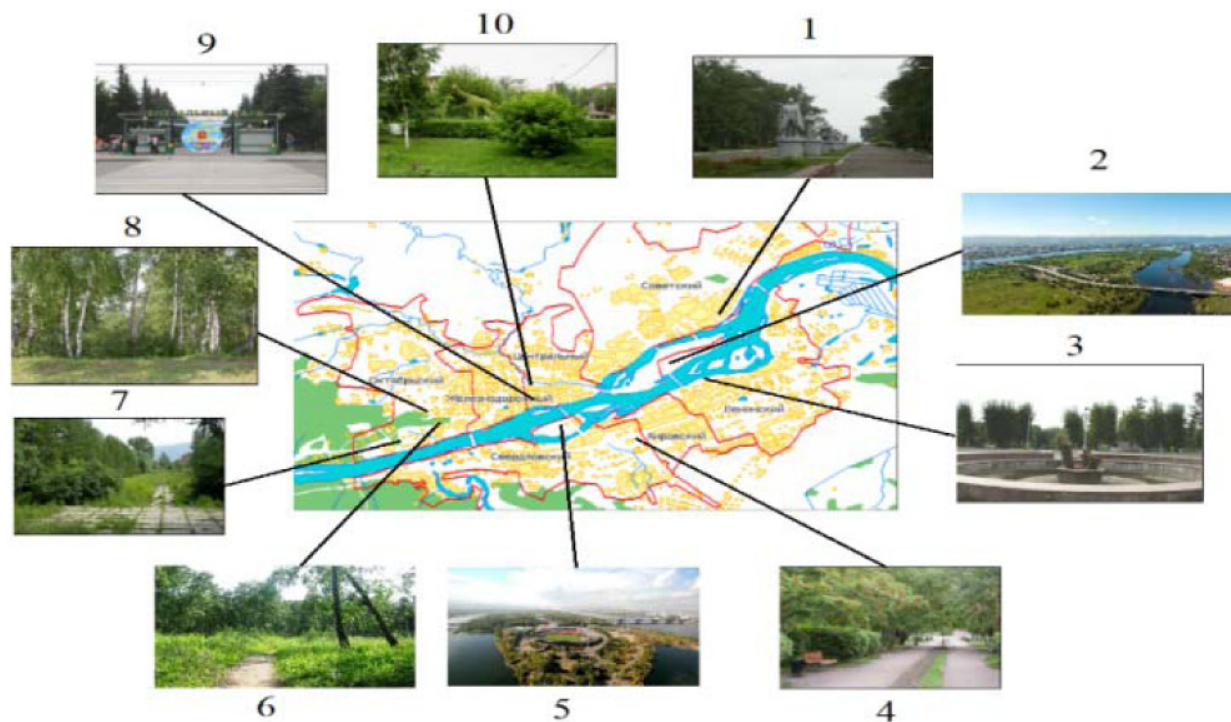 9
10
1
2
8
3
7
6
5
4
Советский
Центральный
Октябрьский
Железнодорожный
Ленинский
Кировский
Свердловский